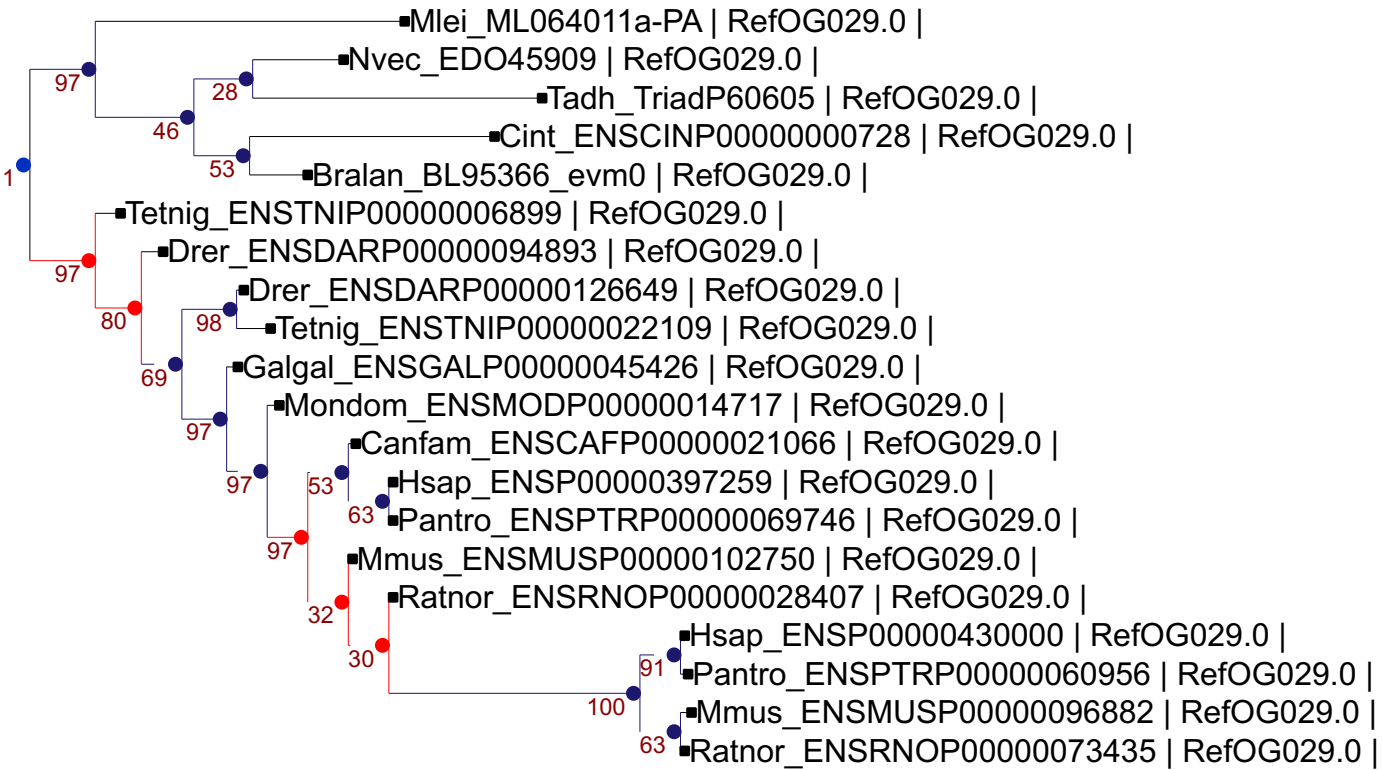 Mlei_ML064011a-PA | RefOG029.0 |
Nvec_EDO45909 | RefOG029.0 |
97
28
Tadh_TriadP60605 | RefOG029.0 |
46
Cint_ENSCINP00000000728 | RefOG029.0 |
53
1
Bralan_BL95366_evm0 | RefOG029.0 |
Tetnig_ENSTNIP00000006899 | RefOG029.0 |
Drer_ENSDARP00000094893 | RefOG029.0 |
97
Drer_ENSDARP00000126649 | RefOG029.0 |
80
98
Tetnig_ENSTNIP00000022109 | RefOG029.0 |
Galgal_ENSGALP00000045426 | RefOG029.0 |
69
Mondom_ENSMODP00000014717 | RefOG029.0 |
97
Canfam_ENSCAFP00000021066 | RefOG029.0 |
97
53
Hsap_ENSP00000397259 | RefOG029.0 |
63
Pantro_ENSPTRP00000069746 | RefOG029.0 |
97
Mmus_ENSMUSP00000102750 | RefOG029.0 |
Ratnor_ENSRNOP00000028407 | RefOG029.0 |
32
Hsap_ENSP00000430000 | RefOG029.0 |
30
91
Pantro_ENSPTRP00000060956 | RefOG029.0 |
100
Mmus_ENSMUSP00000096882 | RefOG029.0 |
63
Ratnor_ENSRNOP00000073435 | RefOG029.0 |